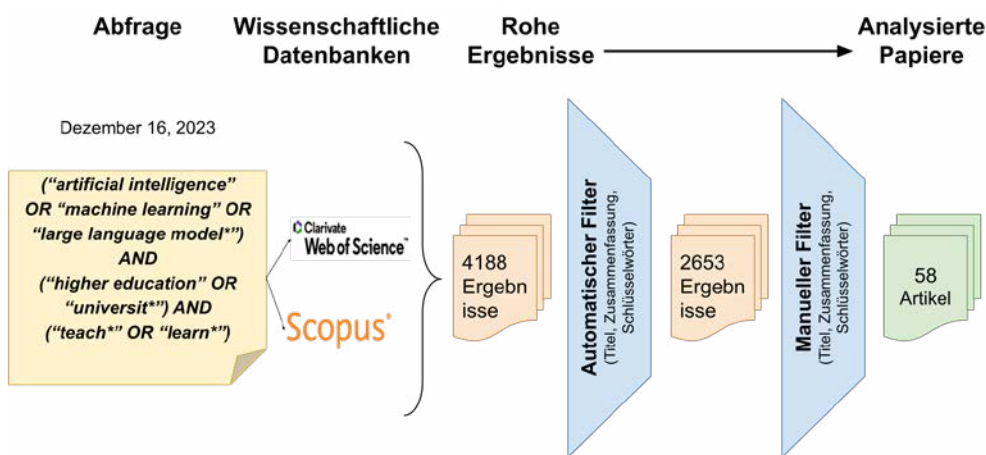 Abfrage
Wissenschaftliche
Datenbanken
Rohe
Ergebnisse
Analysierte
Papiere
Dezember 16, 2023
(“artificial intelligence”
OR “machine learning” OR
“large language model*”)
AND
(“higher education” OR
“universit*”) AND
(“teach*” OR “learn*”)
Clarivate
Web of Science™
Scopus®
4188
Ergebn
isse
Automatischer Filter
(Titel, Zusammenfassung,
Schlüsselwörter)
2653
Ergebn
isse
Manueller Filter
(Titel, Zusammenfassung,
Schlüsselwörter)
58
Artikel